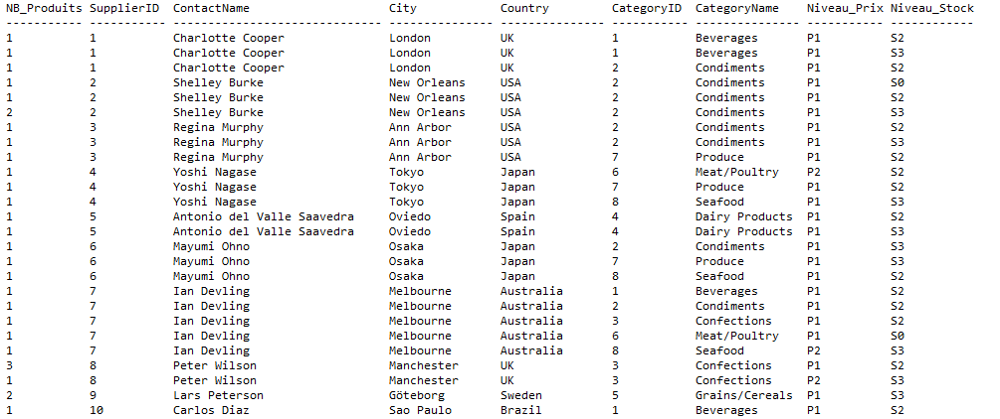 NB_Produits SupplierID  ContactName                    City            Country         CategoryID  CategoryName    Niveau_Prix Niveau_Stock
----------- ----------- ------------------------------ --------------- --------------- ----------- --------------- ----------- ------------
1           1           Charlotte Cooper               London          UK              1           Beverages       P1          S2
1           1           Charlotte Cooper               London          UK              1           Beverages       P1          S3
1           1           Charlotte Cooper               London          UK              2           Condiments      P1          S2
1           2           Shelley Burke                  New Orleans     USA             2           Condiments      P1          S0
1           2           Shelley Burke                  New Orleans     USA             2           Condiments      P1          S2
2           2           Shelley Burke                  New Orleans     USA             2           Condiments      P1          S3
1           3           Regina Murphy                  Ann Arbor       USA             2           Condiments      P1          S2
1           3           Regina Murphy                  Ann Arbor       USA             2           Condiments      P1          S3
1           3           Regina Murphy                  Ann Arbor       USA             7           Produce         P1          S2
1           4           Yoshi Nagase                   Tokyo           Japan           6           Meat/Poultry    P2          S2
1           4           Yoshi Nagase                   Tokyo           Japan           7           Produce         P1          S2
1           4           Yoshi Nagase                   Tokyo           Japan           8           Seafood         P1          S3
1           5           Antonio del Valle Saavedra     Oviedo          Spain           4           Dairy Products  P1          S2
1           5           Antonio del Valle Saavedra     Oviedo          Spain           4           Dairy Products  P1          S3
1           6           Mayumi Ohno                    Osaka           Japan           2           Condiments      P1          S3
1           6           Mayumi Ohno                    Osaka           Japan           7           Produce         P1          S3
1           6           Mayumi Ohno                    Osaka           Japan           8           Seafood         P1          S2
1           7           Ian Devling                    Melbourne       Australia       1           Beverages       P1          S2
1           7           Ian Devling                    Melbourne       Australia       2           Condiments      P1          S2
1           7           Ian Devling                    Melbourne       Australia       3           Confections     P1          S2
1           7           Ian Devling                    Melbourne       Australia       6           Meat/Poultry    P1          S0
1           7           Ian Devling                    Melbourne       Australia       8           Seafood         P2          S3
3           8           Peter Wilson                   Manchester      UK              3           Confections     P1          S2
1           8           Peter Wilson                   Manchester      UK              3           Confections     P2          S3
2           9           Lars Peterson                  Göteborg        Sweden          5           Grains/Cereals  P1          S3
1           10          Carlos Diaz                    Sao Paulo       Brazil          1           Beverages       P1          S2